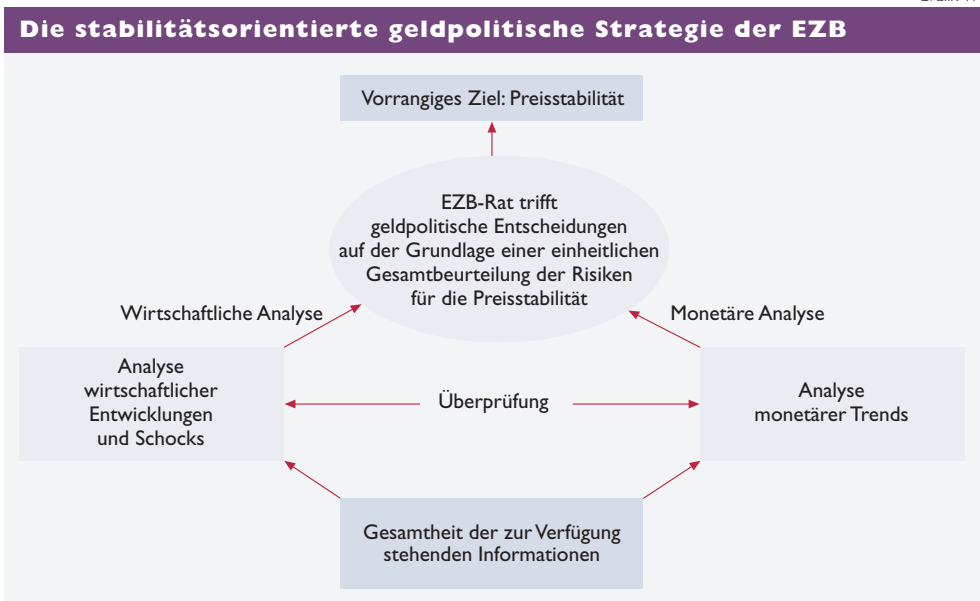 Die stabilitätsorientierte geldpolitische Strategie der EZB
Vorrangiges Ziel: Preisstabilität
EZB-Rat trifft
geldpolitische Entscheidungen
auf der Grundlage einer einheitlichen
Gesamtbeurteilung der Risiken
für die Preisstabilität
Wirtschaftliche Analyse
Monetäre Analyse
Analyse
wirtschaftlicher
Entwicklungen
und Schocks
Überprüfung
Analyse
monetärer Trends
Gesamtheit der zur Verfügung
stehenden Informationen